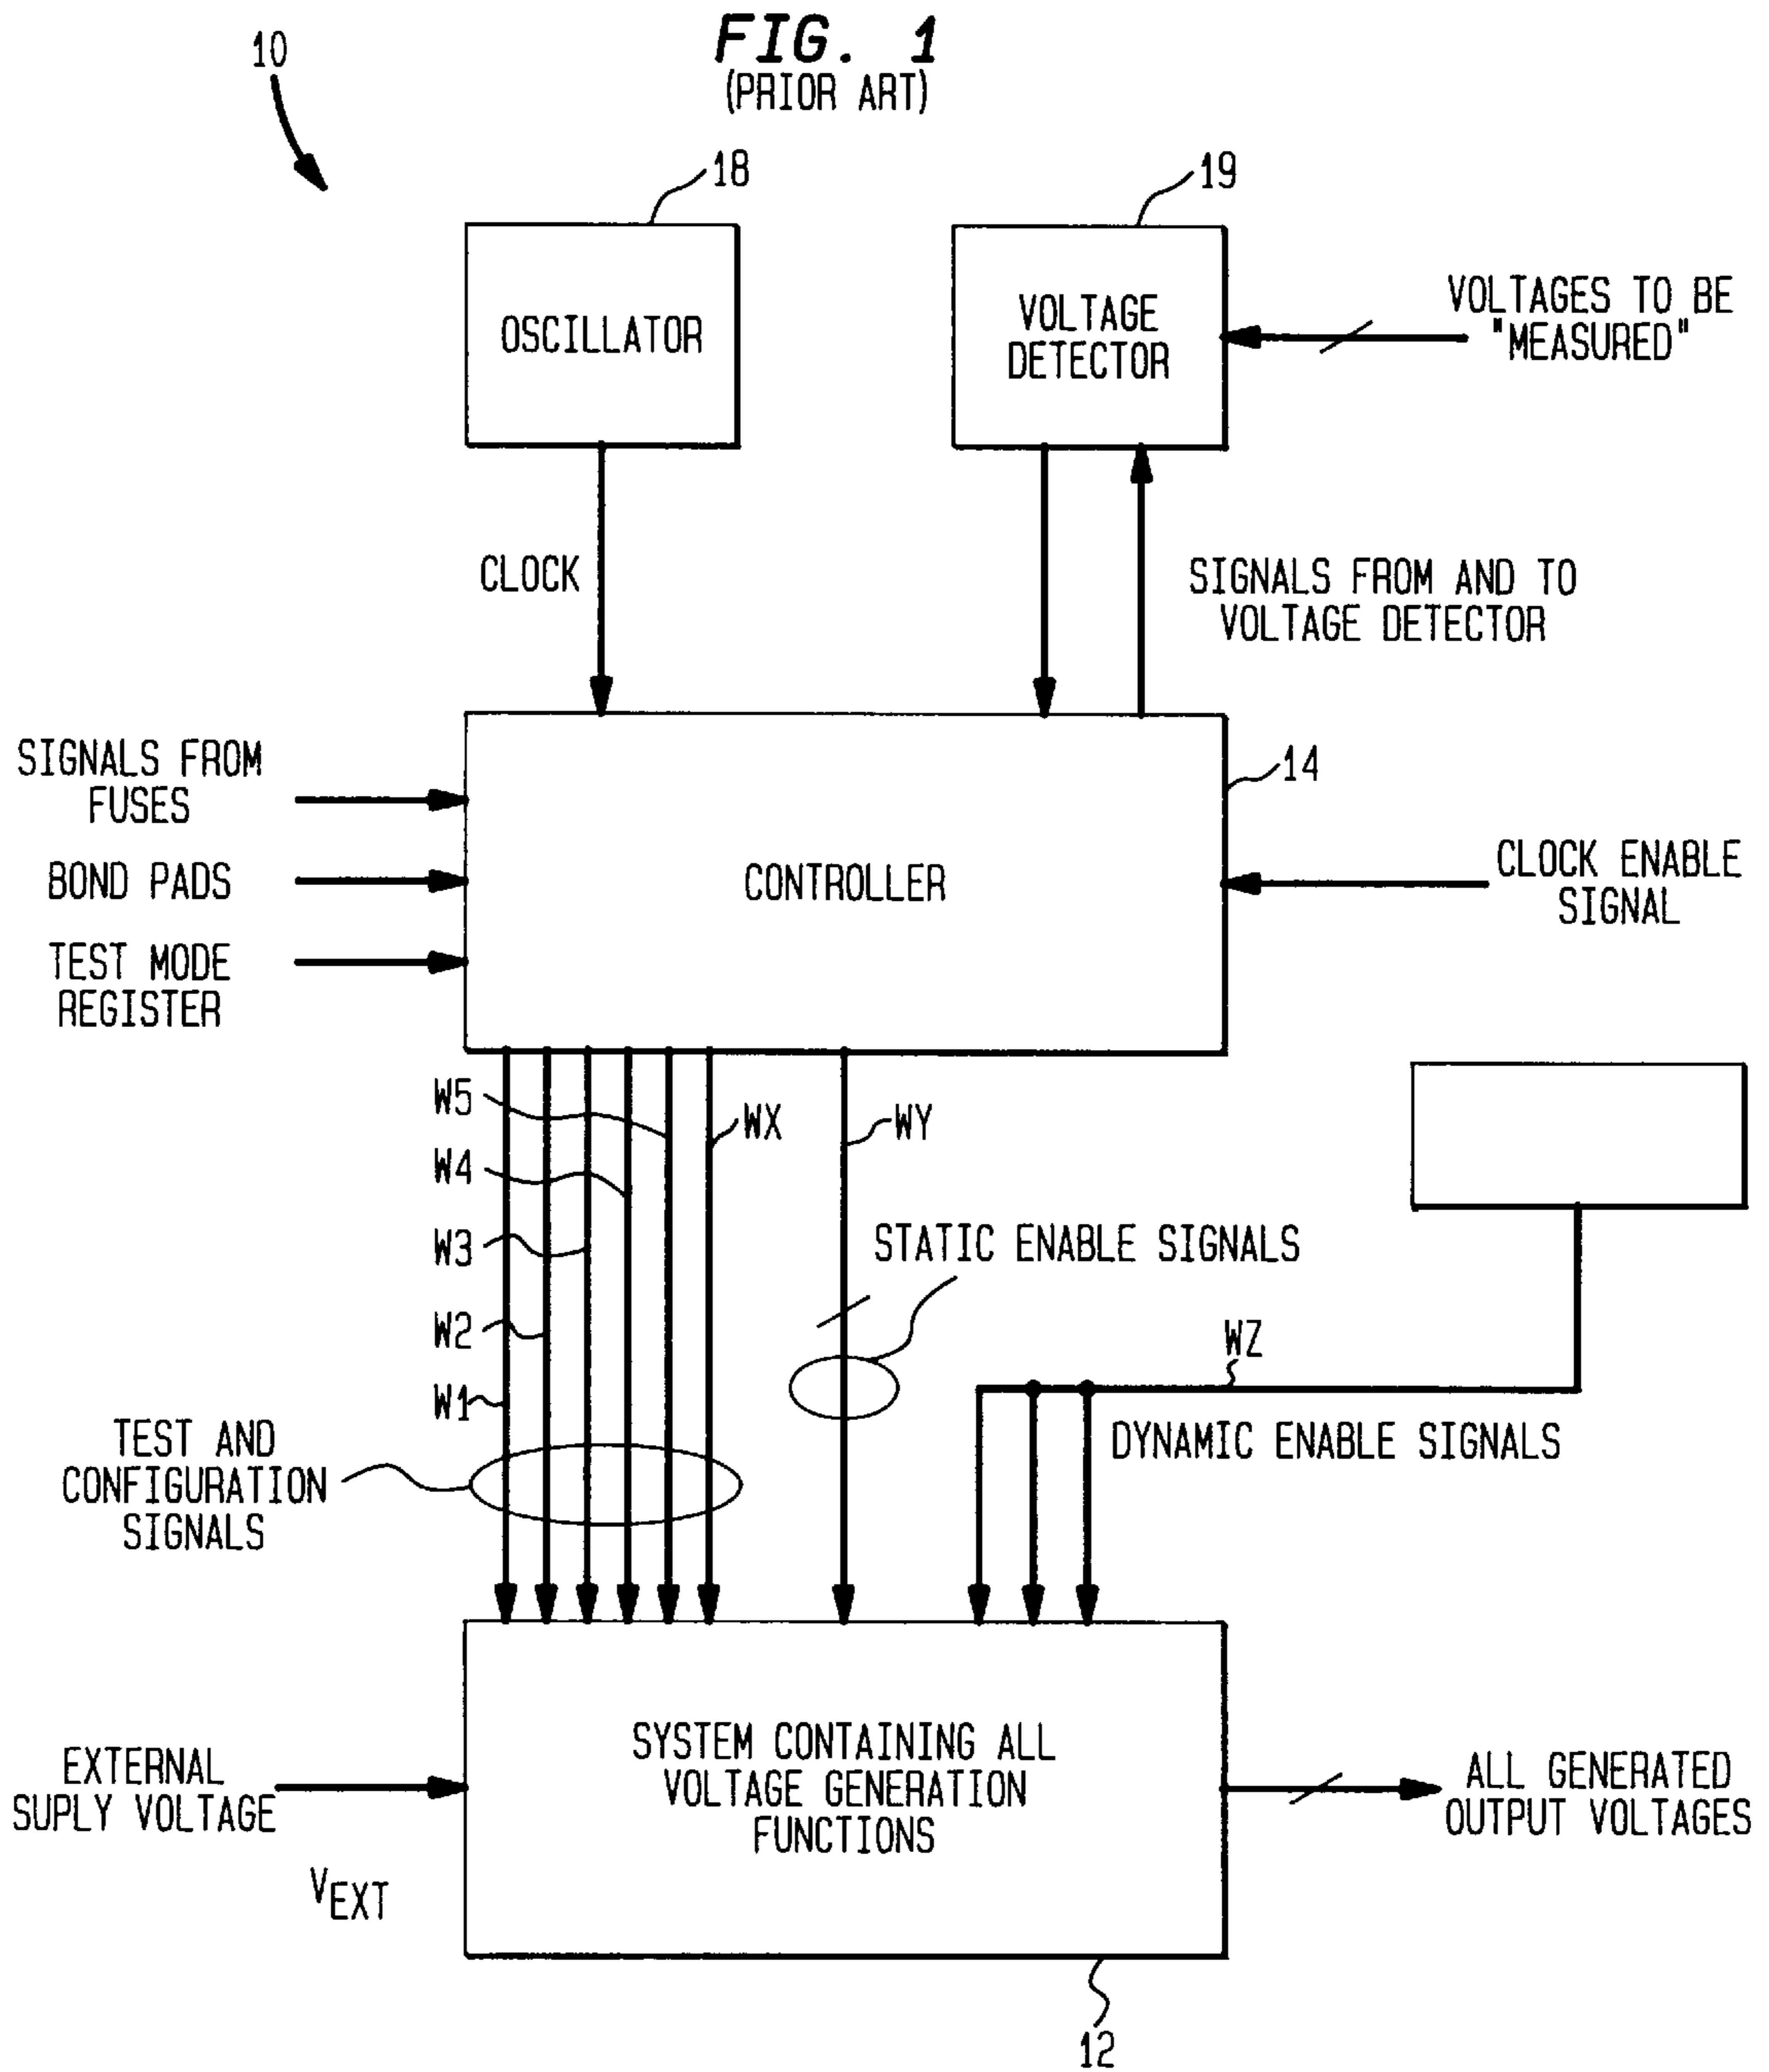 FIG. 1
(PRIOR ART)
10
18
19
OSCILLATOR
VOLTAGE
DETECTOR
VOLTAGES TO BE
"MEASURED"
CLOCK
SIGNALS FROM AND TO
VOLTAGE DETECTOR
SIGNALS FROM
FUSES
14
BOND PADS
CONTROLLER
CLOCK ENABLE
SIGNAL
TEST MODE
REGISTER
W5
WX
WY
W4
W3
STATIC ENABLE SIGNALS
W2
WZ
W1
TEST AND
CONFIGURATION
SIGNALS
DYNAMIC ENABLE SIGNALS
EXTERNAL
SUPLY VOLTAGE
VEXT
SYSTEM CONTAINING ALL
VOLTAGE GENERATION
FUNCTIONS
ALL GENERATED
OUTPUT VOLTAGES
12